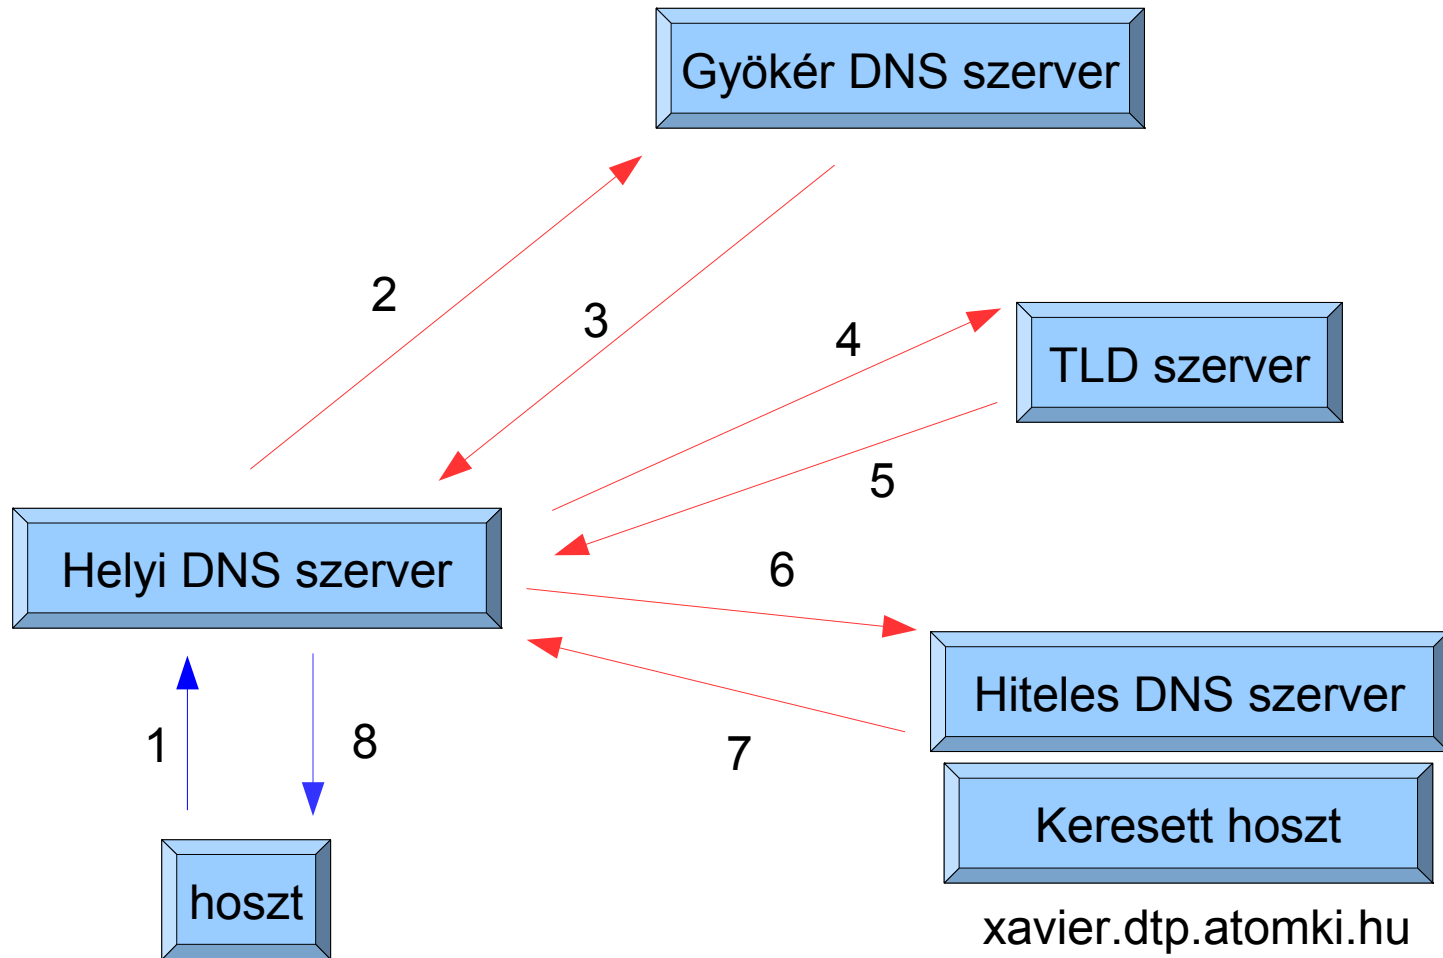 Gyökér DNS szerver
2
3
4
TLD szerver
5
Helyi DNS szerver
6
Hiteles DNS szerver
1
8
7
Keresett hoszt
hoszt
xavier.dtp.atomki.hu